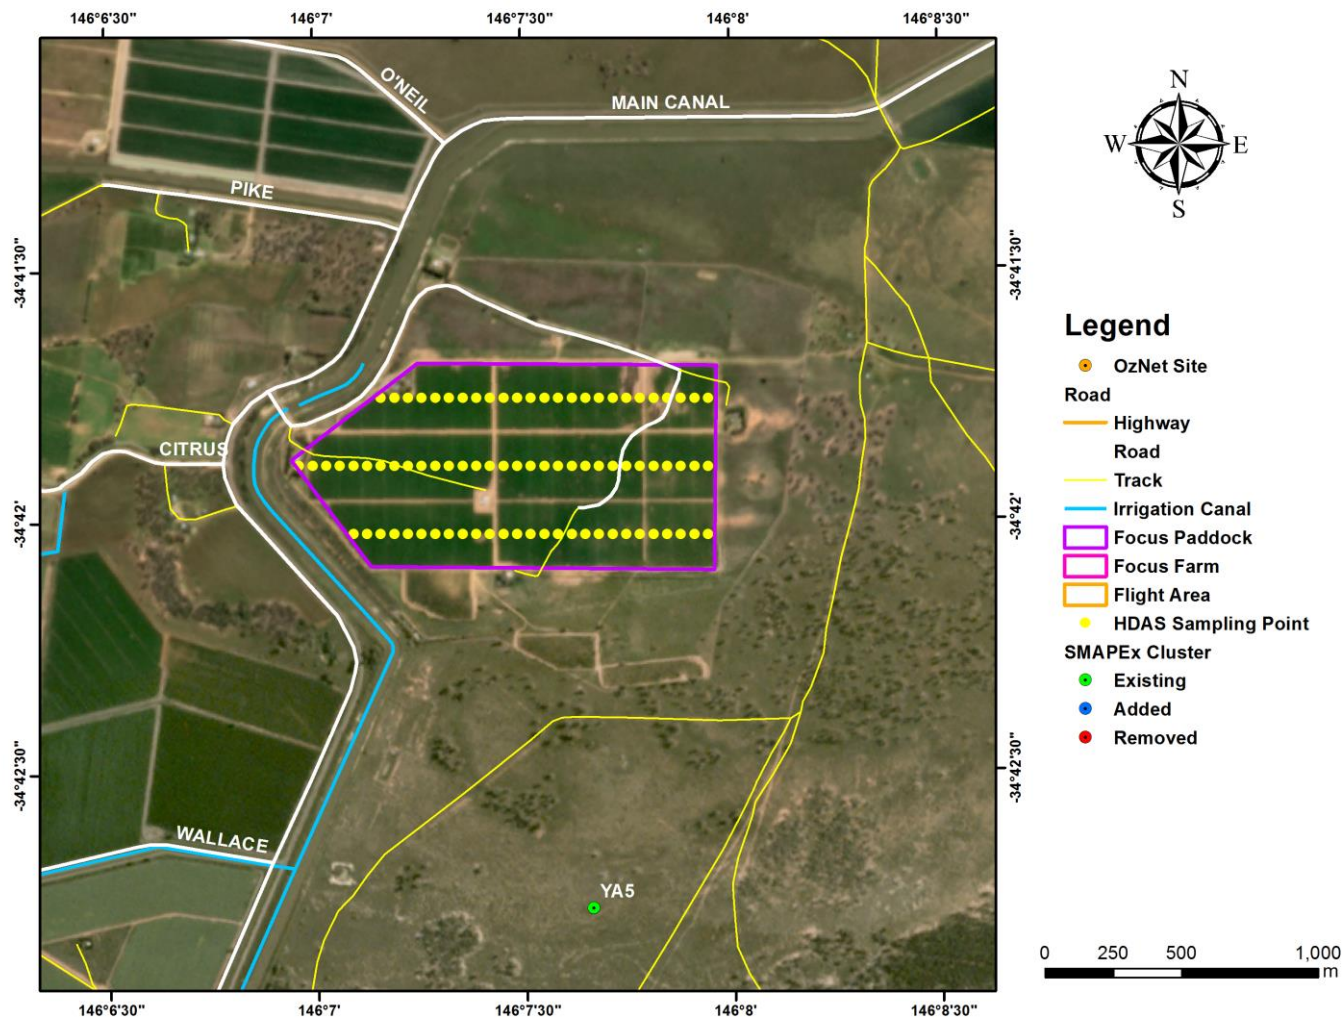 146°6'30" 146°7' 146°7'30" 146°8' 146°8'30"
O'NEIL
MAIN CANAL
PIKE
CITRUS
WALLACE
YA5
-34°41'30"
-34°42'
-34°42'30"
-34°41'30"
-34°42'
-34°42'30"
146°6'30" 146°7' 146°7'30" 146°8' 146°8'30"
N
W E
S
Legend
OzNet Site
Road
Highway
Road
Track
Irrigation Canal
Focus Paddock
Focus Farm
Flight Area
HDAS Sampling Point
SMAPEx Cluster
Existing
Added
Removed
0 250 500 1,000
m